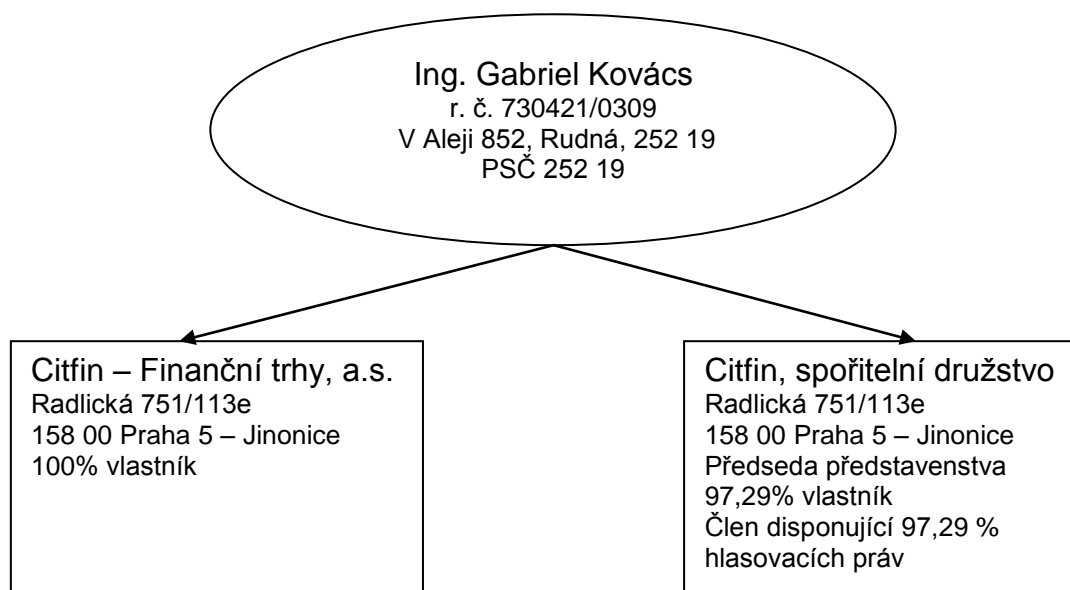 Ing. Gabriel Kovács
r. č. 730421/0309
V Aleji 852, Rudná, 252 19
PSČ 252 19
Citfin – Finanční trhy, a.s.
Radlická 751/113e
158 00 Praha 5 – Jinonice
100% vlastník
Citfin, spořitelní družstvo
Radlická 751/113e
158 00 Praha 5 – Jinonice
Předseda představenstva
97,29% vlastník
Člen disponující 97,29 %
hlasovacích práv